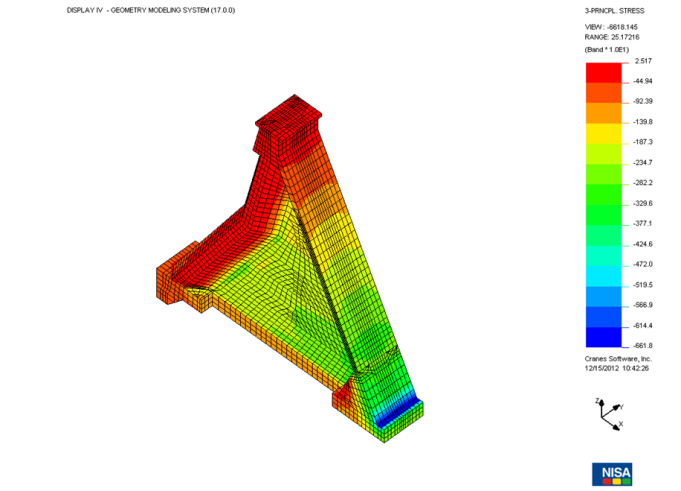 DISPLAY IV - GEOMETRY MODELING SYSTEM (17.0.0)
3-PRNCPL. STRESS
VIEW : -6618.145
RANGE: 25.17216
(Band * 1.0E1)
2.517
-44.94
-92.39
-139.8
-187.3
-234.7
-282.2
-329.6
-377.1
-424.6
-472.0
-519.5
-566.9
-614.4
-661.8
Cranes Software, Inc.
12/15/2012 10:42:26
Z
Y
X
NISA